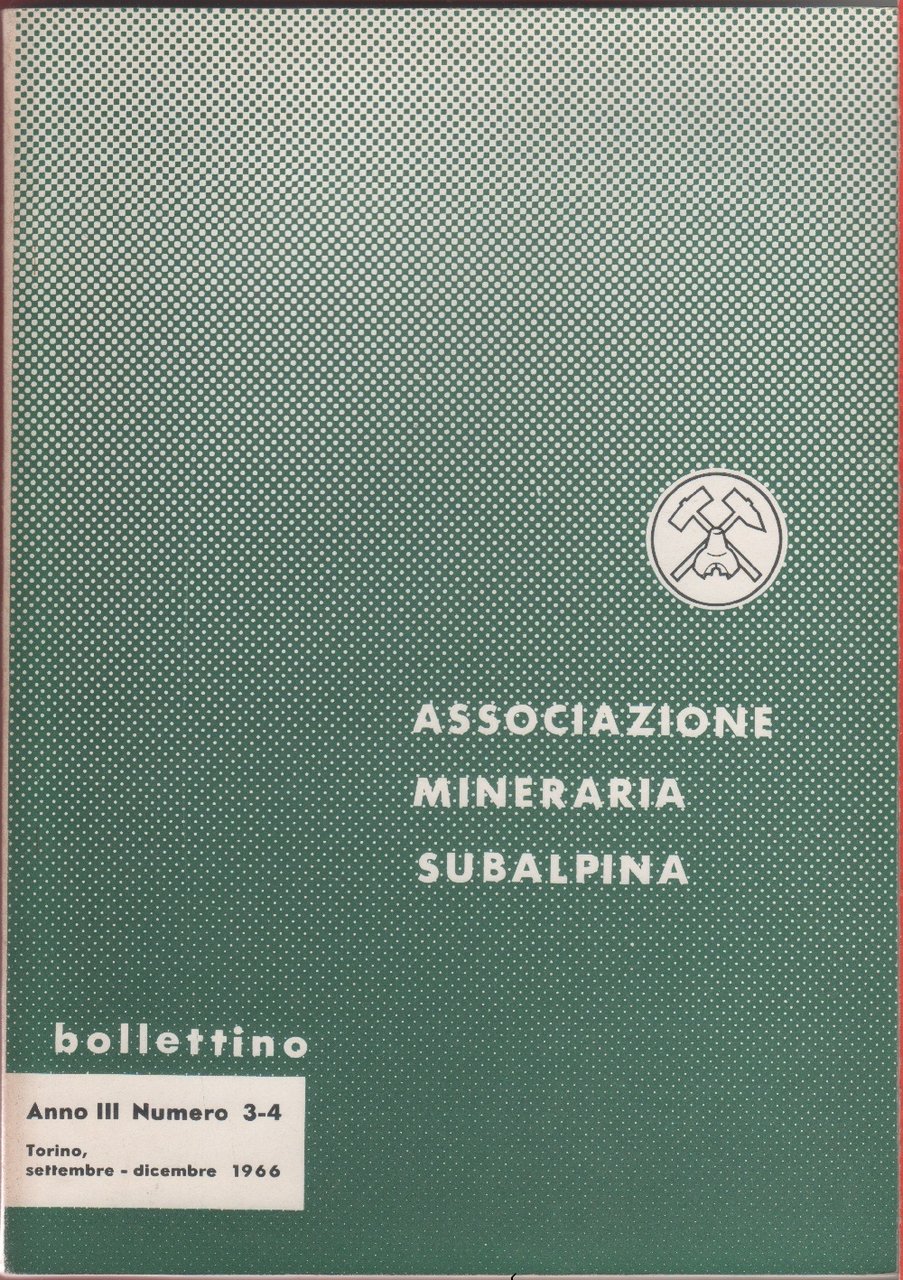 ASSOCIAZIONE
MINERARIA
SUBALPINA
bollettino
Anno III Numero 3-4
Torino,
settembre - dicembre 1966